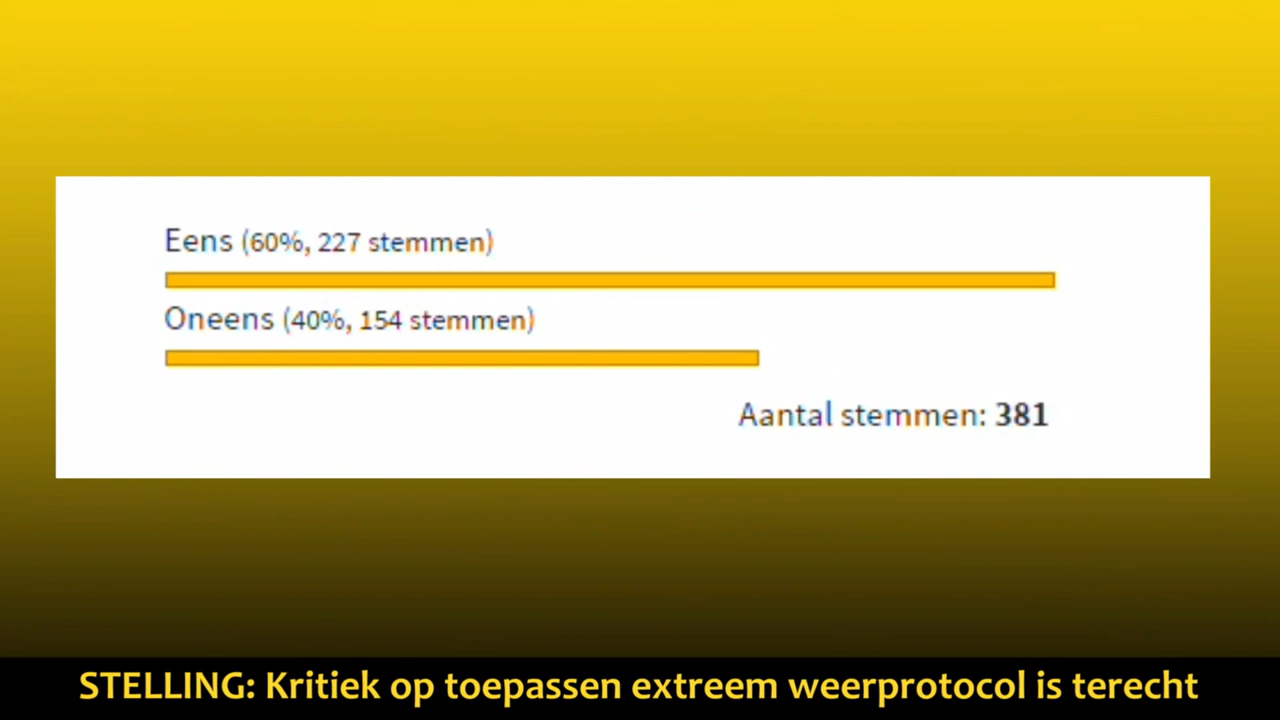 Eens (60%, 227 stemmen)
Oneens (40%, 154 stemmen)
Aantal stemmen: 381
STELLING: Kritiek op toepassen extreem weerprotocol is terecht